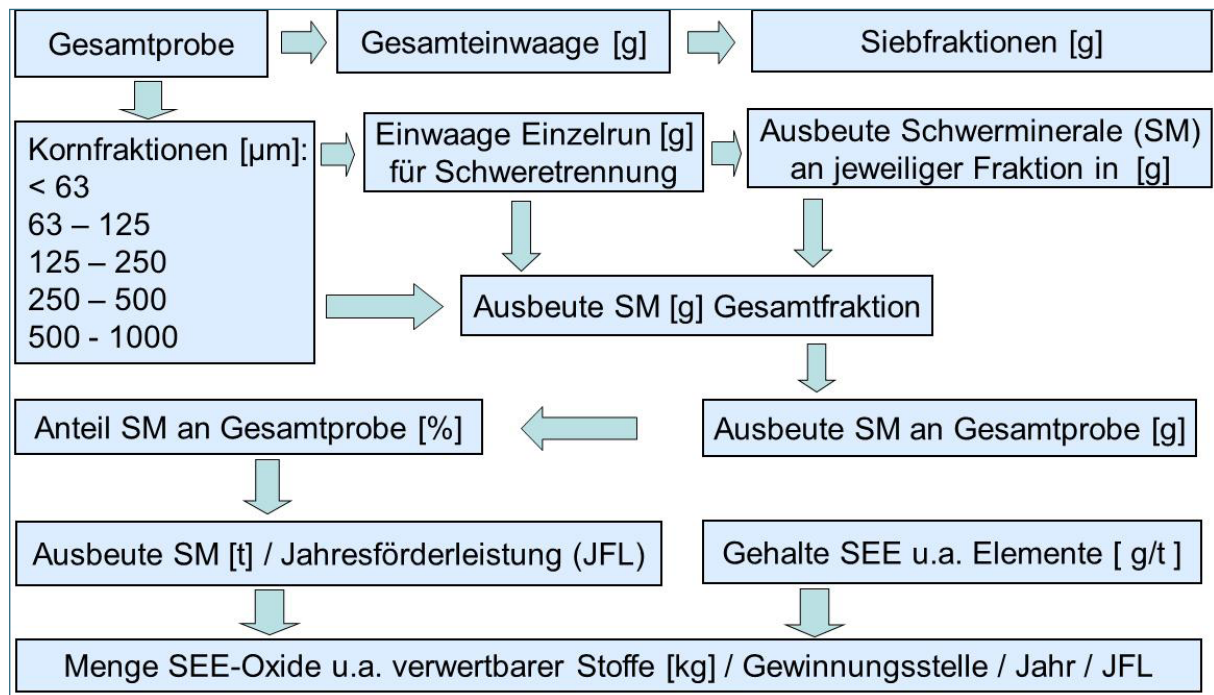 Gesamtprobe
Gesamteinwaage [g]
Siebfraktionen [g]
Kornfraktionen [µm]:
< 63
63 – 125
125 – 250
250 – 500
500 - 1000
Einwaage Einzelrun [g]
für Schweretrennung
Ausbeute Schwerminerale (SM)
an jeweiliger Fraktion in [g]
Ausbeute SM [g] Gesamtfraktion
Anteil SM an Gesamtprobe [%]
Ausbeute SM an Gesamtprobe [g]
Ausbeute SM [t] / Jahresförderleistung (JFL)
Gehalte SEE u.a. Elemente [ g/t ]
Menge SEE-Oxide u.a. verwertbarer Stoffe [kg] / Gewinnungsstelle / Jahr / JFL